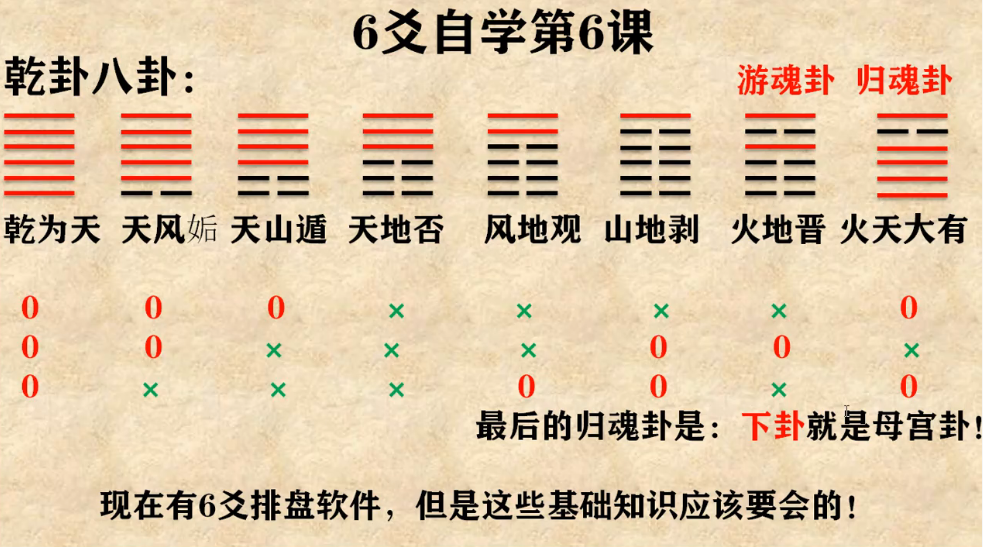 6爻自学第6课
乾卦八卦：
游魂卦 归魂卦
乾为天 天风姤 天山遁 天地否 风地观 山地剥 火地晋 火天大有
0 0 0 × × × × 0
0 0 × × × 0 0 ×
0 × × × 0 0 × 0
最后的归魂卦是：下卦就是母宫卦！
现在有6爻排盘软件，但是这些基础知识应该要会的！